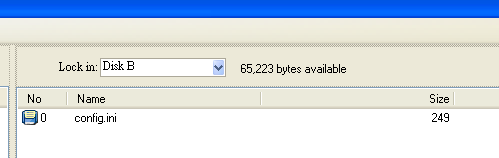 Lock in: Disk B 65,223 bytes available
No Name Size
0 config.ini 249